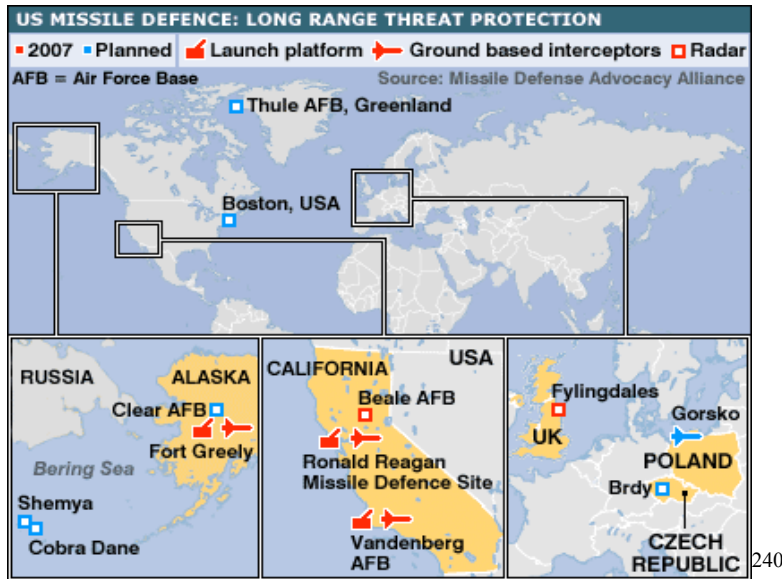 US MISSILE DEFENCE: LONG RANGE THREAT PROTECTION
2007 Planned Launch platform Ground based interceptors Radar
AFB = Air Force Base
Source: Missile Defense Advocacy Alliance
Thule AFB, Greenland
Boston, USA
RUSSIA
ALASKA
Clear AFB
Fort Greely
Bering Sea
Shemya
Cobra Dane
CALIFORNIA
USA
Beale AFB
Ronald Reagan
Missile Defence Site
Vandenberg
AFB
Fylingdales
UK
Gorsko
POLAND
Brdy
CZECH
REPUBLIC
240